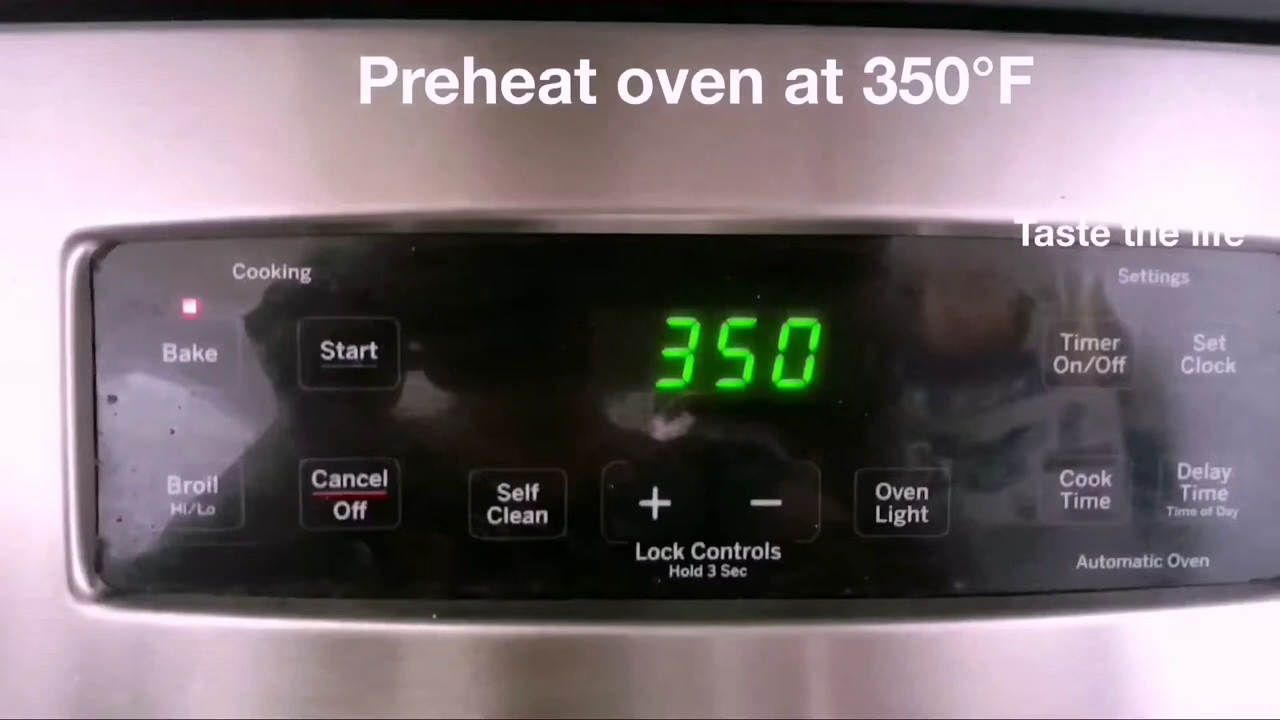 Preheat oven at 350°F
Taste the life
Cooking
Settings
Bake
Start
350
Timer
On/Off
Set
Clock
Broil
Hi/Lo
Cancel
Off
Self
Clean
+
−
Oven
Light
Cook
Time
Delay
Time
Time of Day
Lock Controls
Hold 3 Sec
Automatic Oven